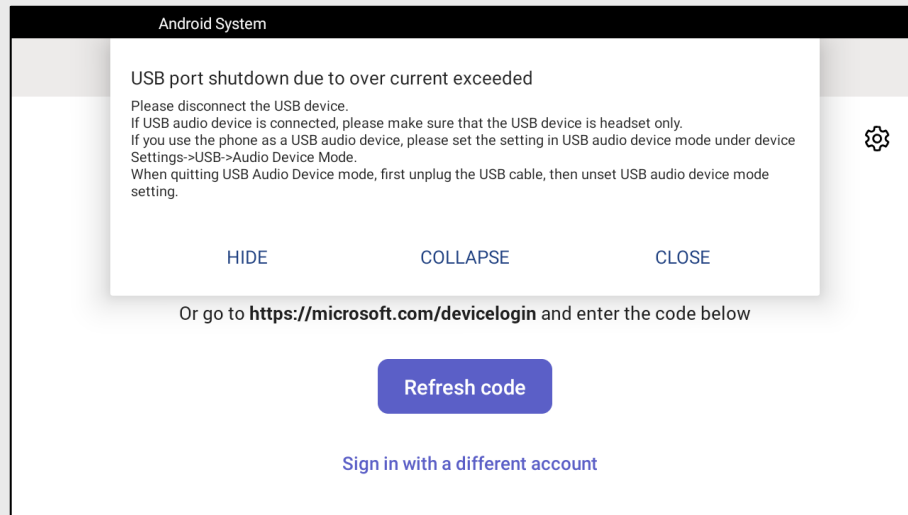 Android System
USB port shutdown due to over current exceeded
Please disconnect the USB device.
If USB audio device is connected, please make sure that the USB device is headset only.
If you use the phone as a USB audio device, please set the setting in USB audio device mode under device
Settings->USB->Audio Device Mode.
When quitting USB Audio Device mode, first unplug the USB cable, then unset USB audio device mode
setting.
HIDE COLLAPSE CLOSE
Or go to https://microsoft.com/devicelogin and enter the code below
Refresh code
Sign in with a different account